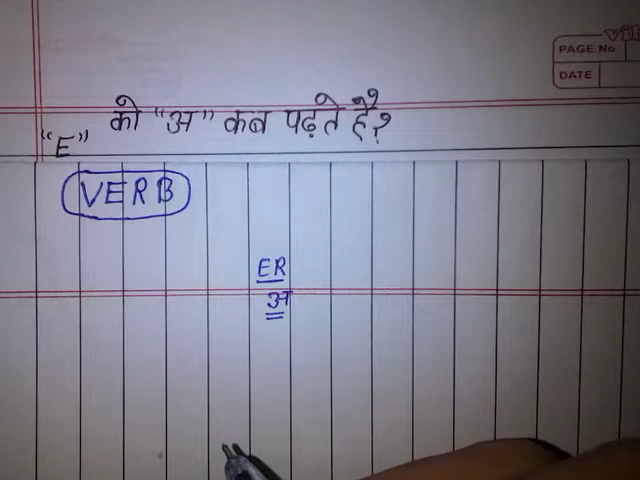 PAGE No
DATE
"E" को "अ" कब पढ़ते है?
VERB
ER
अ